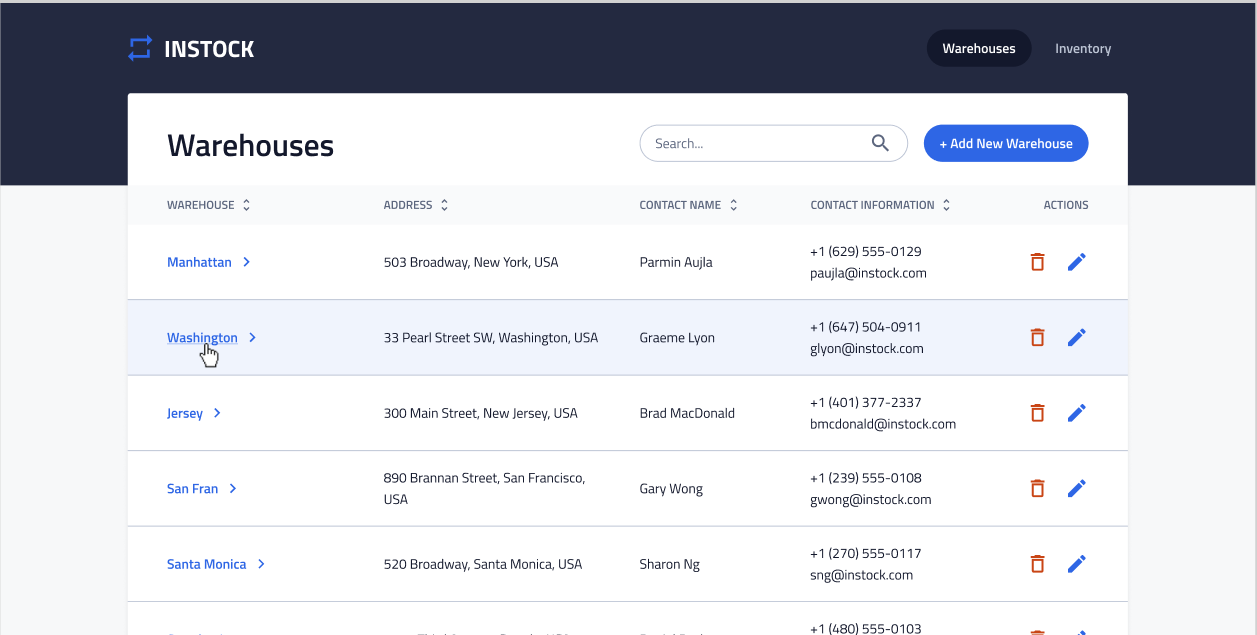 INSTOCK
Warehouses
Inventory
Warehouses
Search...
+ Add New Warehouse
WAREHOUSE
ADDRESS
CONTACT NAME
CONTACT INFORMATION
ACTIONS
Manhattan
503 Broadway, New York, USA
Parmin Aujla
+1 (629) 555-0129
paujla@instock.com
Washington
33 Pearl Street SW, Washington, USA
Graeme Lyon
+1 (647) 504-0911
glyon@instock.com
Jersey
300 Main Street, New Jersey, USA
Brad MacDonald
+1 (401) 377-2337
bmcdonald@instock.com
San Fran
890 Brannan Street, San Francisco,
USA
Gary Wong
+1 (239) 555-0108
gwong@instock.com
Santa Monica
520 Broadway, Santa Monica, USA
Sharon Ng
+1 (270) 555-0117
sng@instock.com
+1 (480) 555-0103